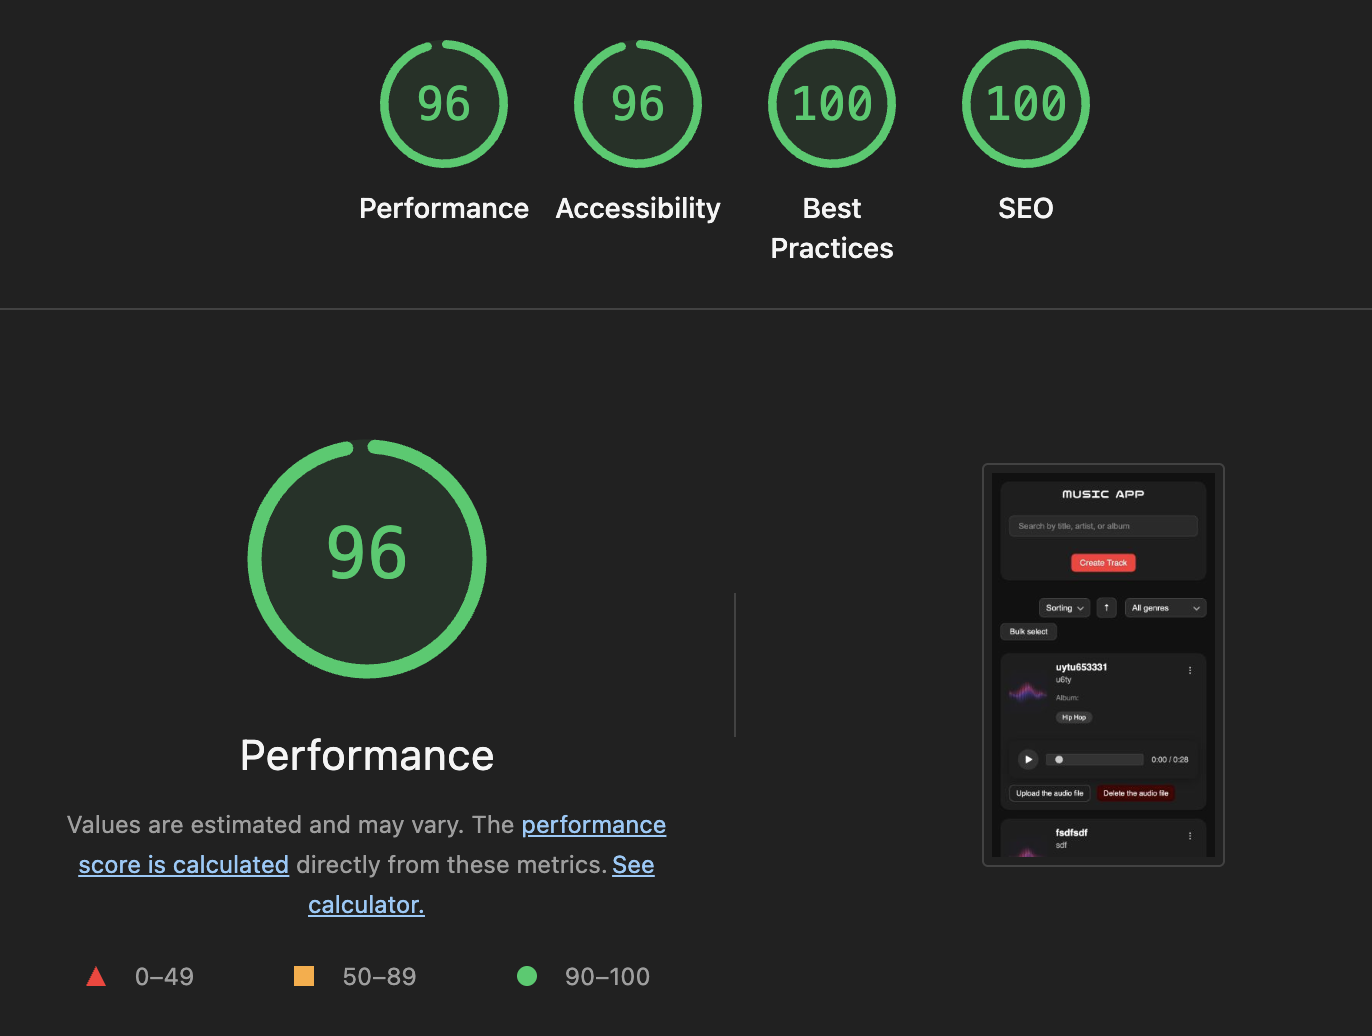 96
96
100
100
Performance
Accessibility
Best
Practices
SEO
96
Performance
Values are estimated and may vary. The performance
score is calculated directly from these metrics. See
calculator.
0–49
50–89
90–100
MUSIC APP
Search by title, artist, or album
Create Track
Sorting
↑
All genres
Bulk select
uytu653331
u6ty
Album:
Hip Hop
0:00 / 0:28
Upload the audio file
Delete the audio file
fsdfsdf
sdf